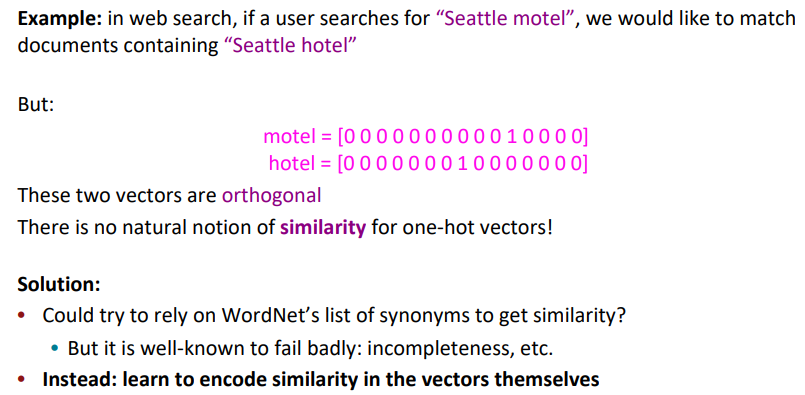 Example: in web search, if a user searches for “Seattle motel”, we would like to match
documents containing “Seattle hotel”
But:
motel = [0 0 0 0 0 0 0 0 0 0 1 0 0 0 0]
hotel = [0 0 0 0 0 0 0 1 0 0 0 0 0 0 0]
These two vectors are orthogonal
There is no natural notion of similarity for one-hot vectors!
Solution:
• Could try to rely on WordNet’s list of synonyms to get similarity?
• But it is well-known to fail badly: incompleteness, etc.
• Instead: learn to encode similarity in the vectors themselves